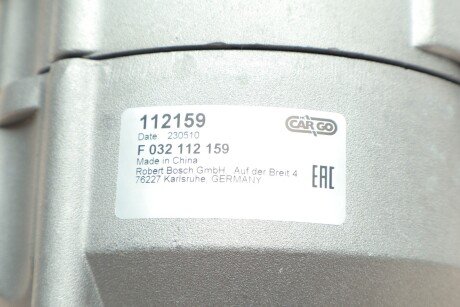 112159
Date 230510
F 032 112 159
Made in China
Robert Bosch GmbH Auf der Breit 4
76227 Karlsruhe, GERMANY
CARGO
EAC